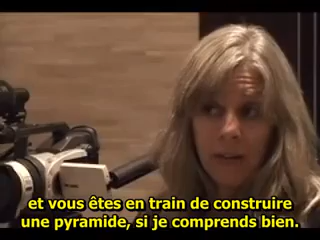 et vous êtes en train de construire
une pyramide, si je comprends bien.